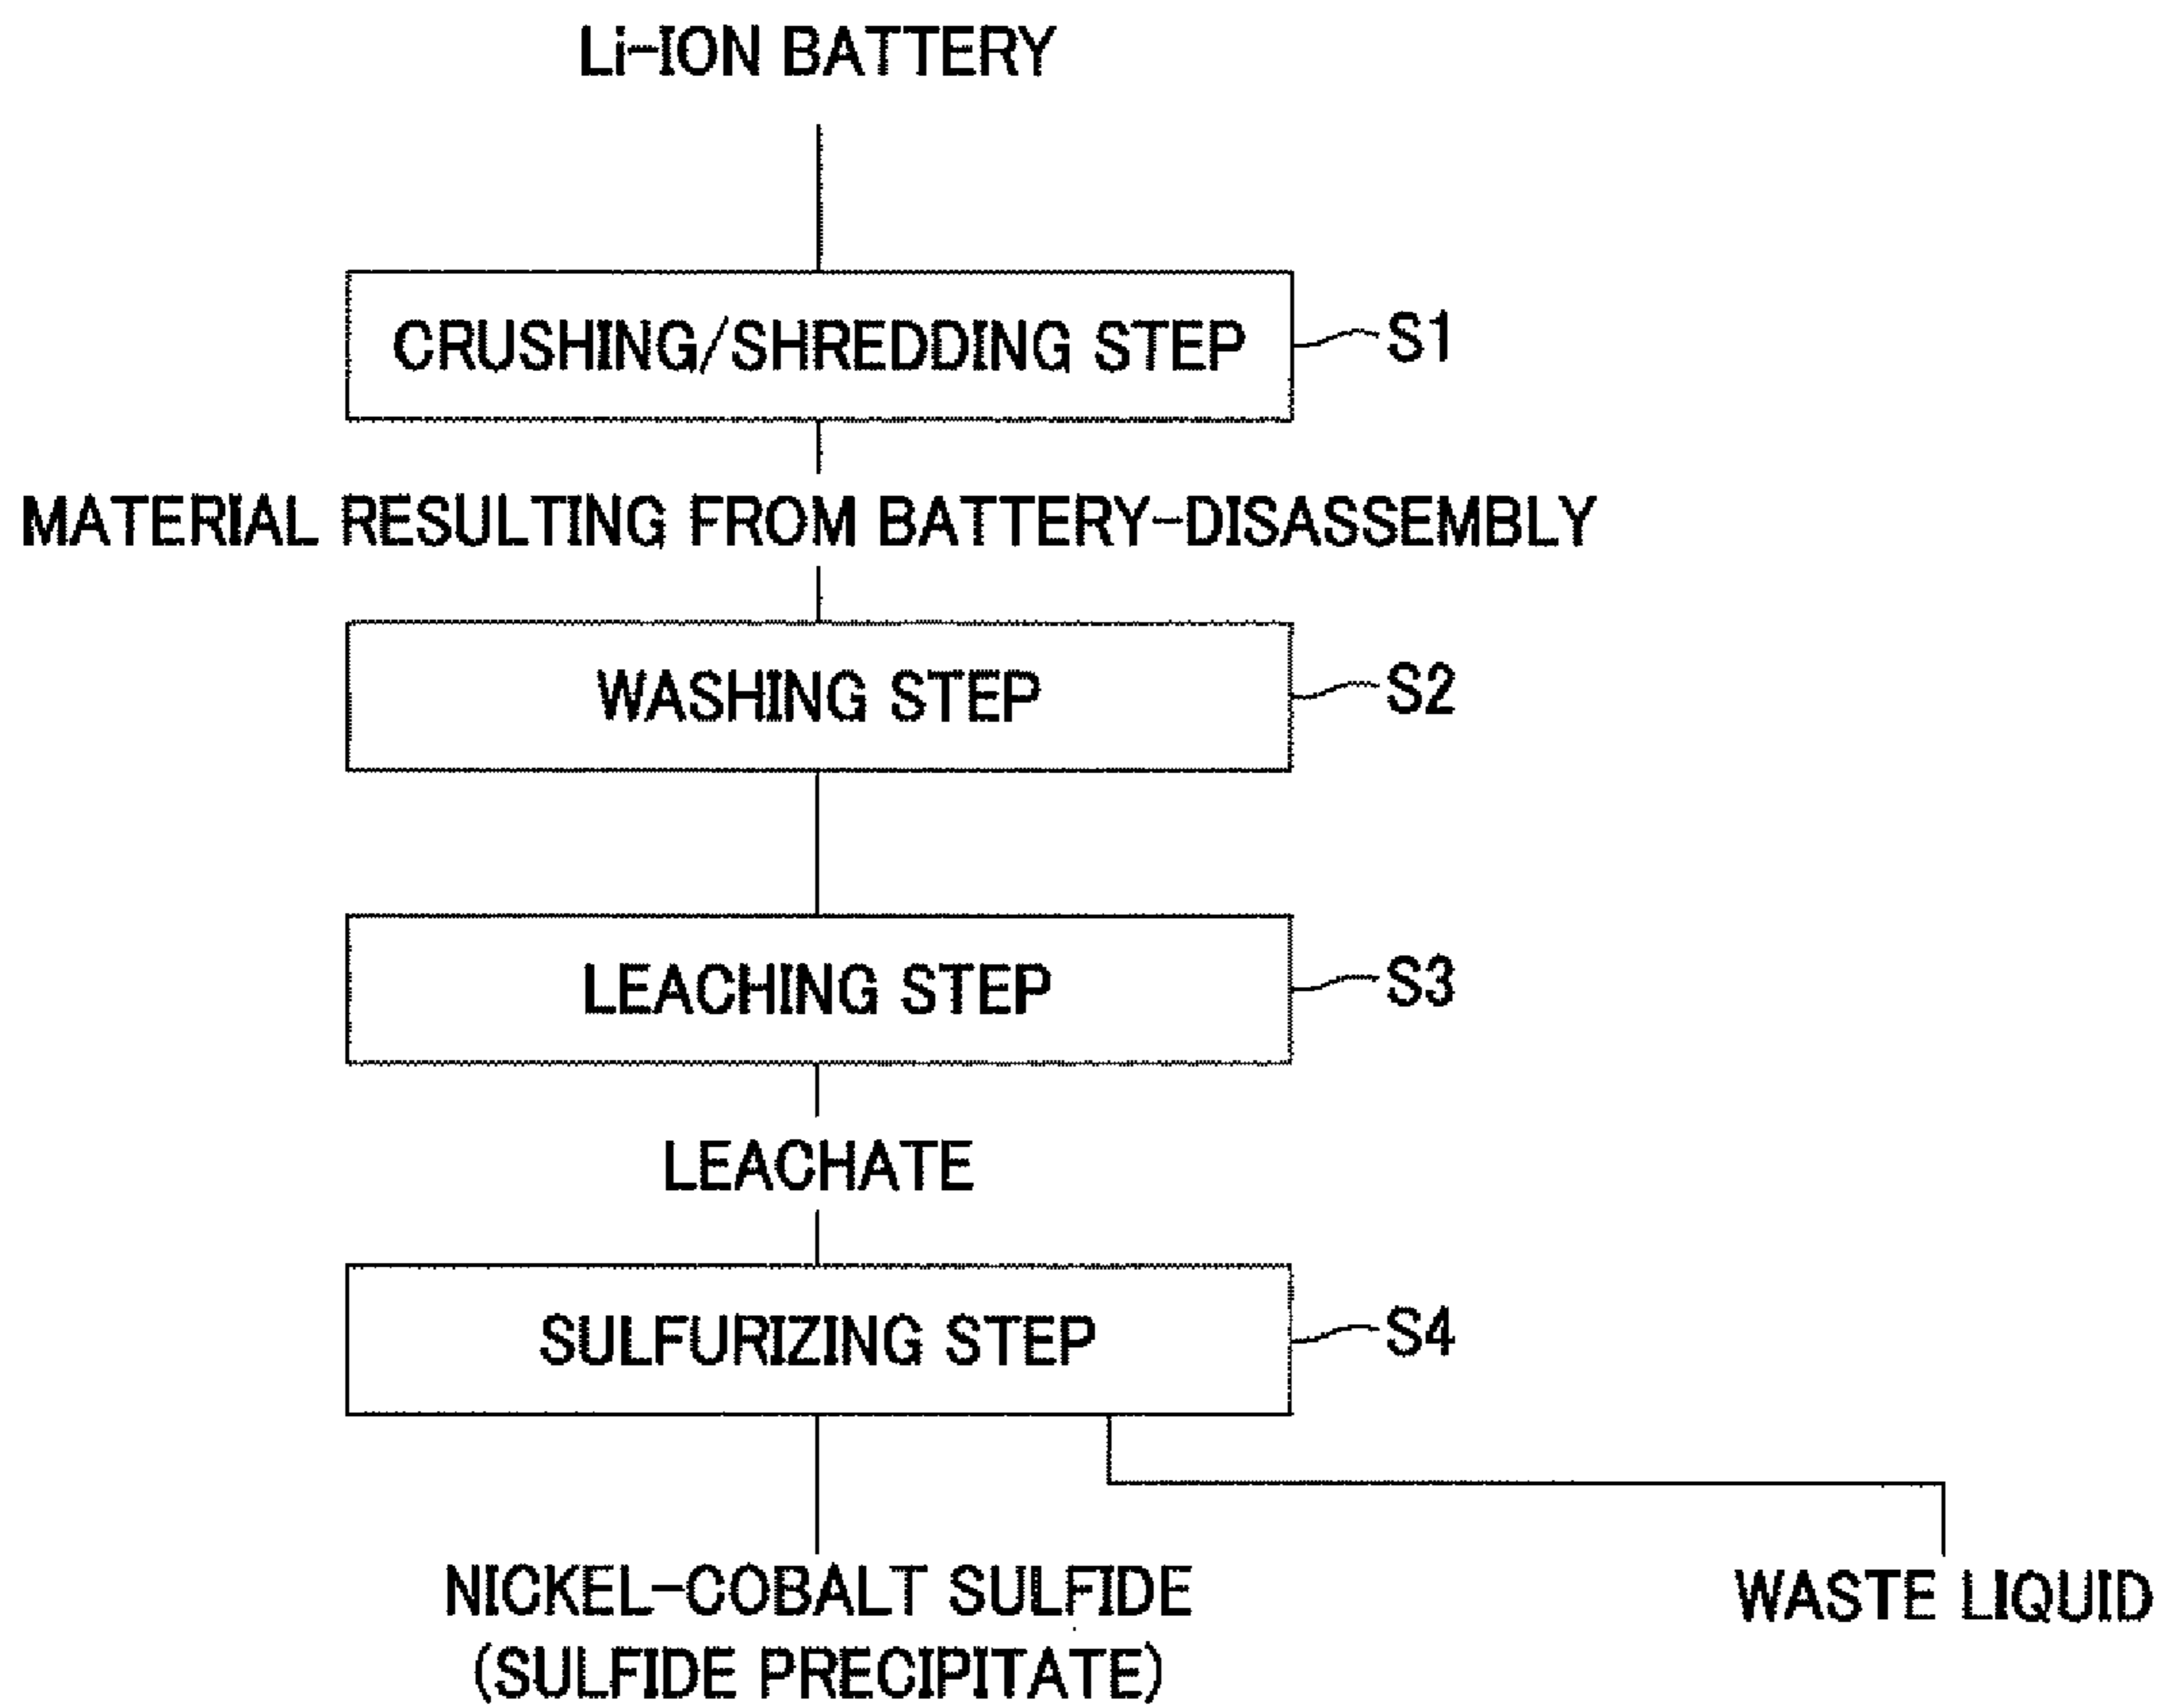 Li-ION BATTERY
CRUSHING/SHREDDING STEP
S1
MATERIAL RESULTING FROM BATTERY-DISASSEMBLY
WASHING STEP
S2
LEACHING STEP
S3
LEACHATE
SULFURIZING STEP
S4
NICKEL-COBALT SULFIDE
(SULFIDE PRECIPITATE)
WASTE LIQUID